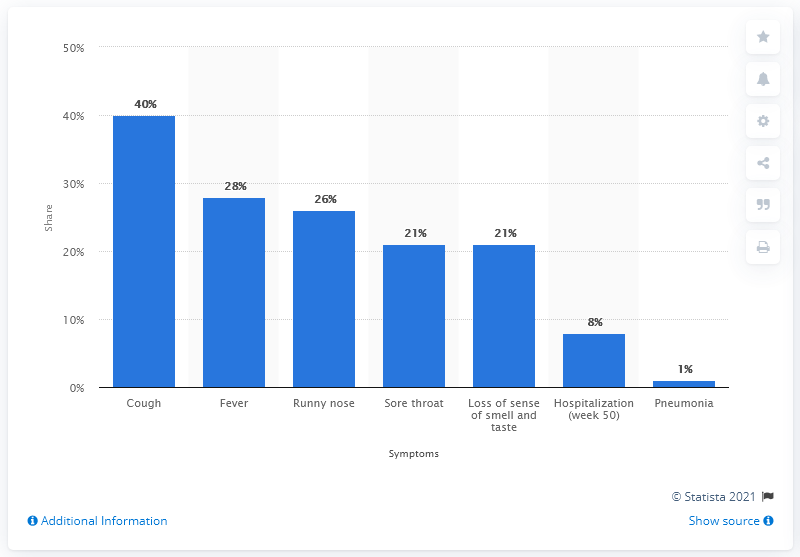 50%
40%
30%
20%
10%
0%
Share
40%
28%
26%
21%
21%
8%
1%
Cough
Fever
Runny nose
Sore throat
Loss of sense
of smell and
taste
Hospitalization
(week 50)
Pneumonia
Symptoms
© Statista 2021
Additional Information
Show source